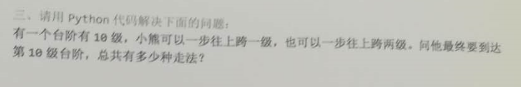 三、请用 Python 代码解决下面的问题:
有一个台阶有 10 级，小熊可以一步往上跨一级，也可以一步往上跨两级。问他最终要到达
第 10 级台阶，总共有多少种走法？